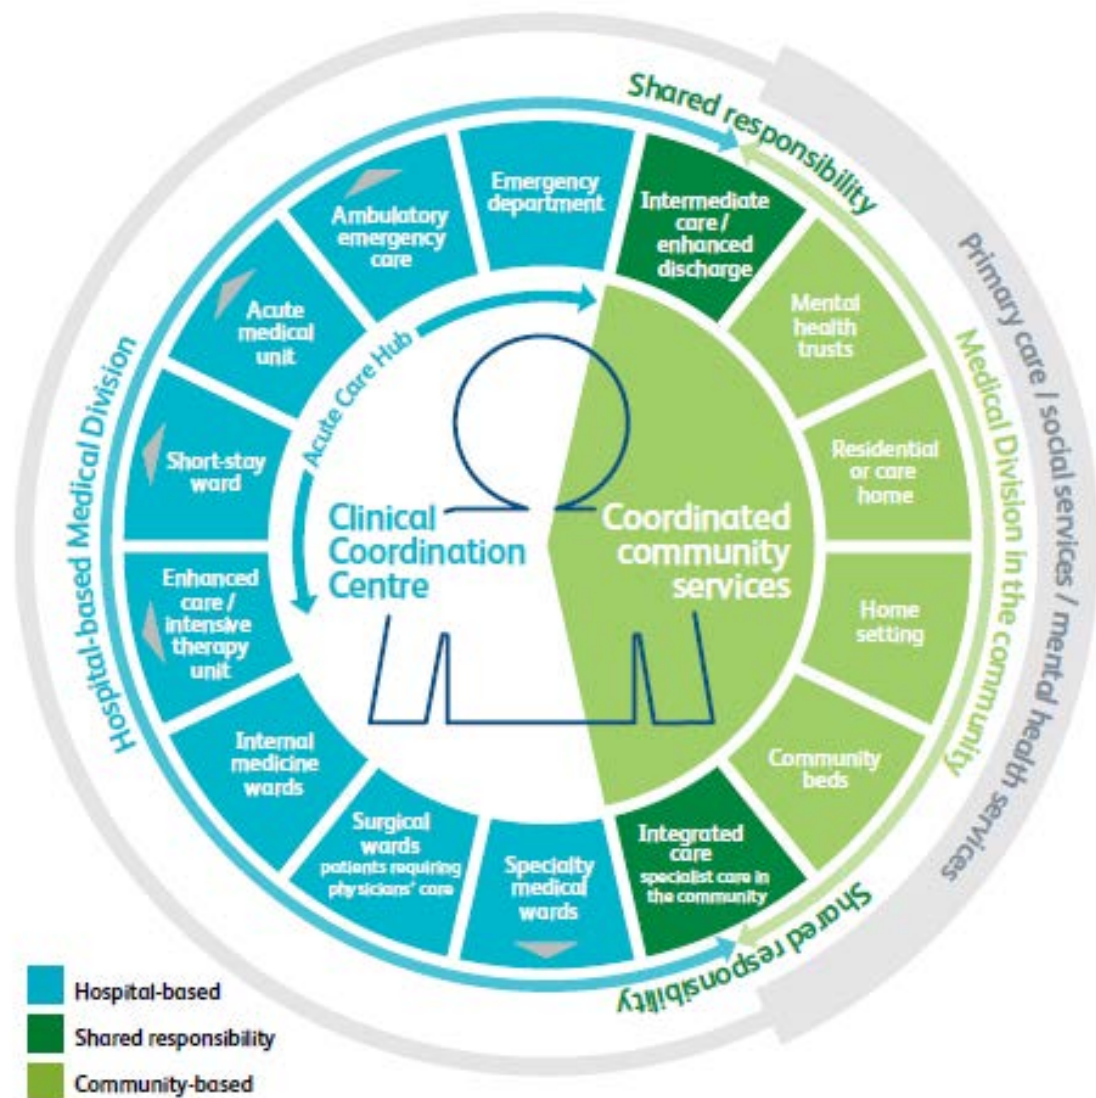 Shared responsibility
Hospital-based Medical Division
Primary care / social services / mental health services
Medical Division in the community
Emergency
department
Intermediate
care /
enhanced
discharge
Mental
health
trusts
Residential
or care
home
Home
setting
Community
beds
Integrated
care
specialist care in
the community
Specialty
medical
wards
Surgical
wards
patients requiring
physicians' care
Internal
medicine
wards
Enhanced
care /
intensive
therapy
unit
Short-stay
ward
Acute
medical
unit
Ambulatory
emergency
care
Acute Care Hub
Clinical
Coordination
Centre
Coordinated
community
services
Shared responsibility
Hospital-based
Shared responsibility
Community-based